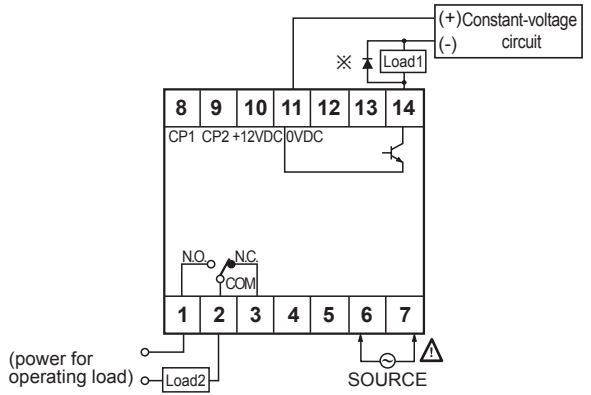 (+)Constant-voltage
(-) circuit
※ Load1
8 9 10 11 12 13 14
CP1 CP2 +12VDC 0VDC
N.O. N.C.
COM
1 2 3 4 5 6 7
(power for
operating load) Load2
SOURCE